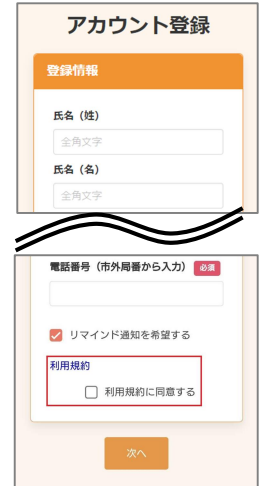 アカウント登録
登録情報
氏名（姓）
全角文字
氏名（名）
全角文字
電話番号（市外局番から入力） 必須
リマインド通知を希望する
利用規約
利用規約に同意する
次へ